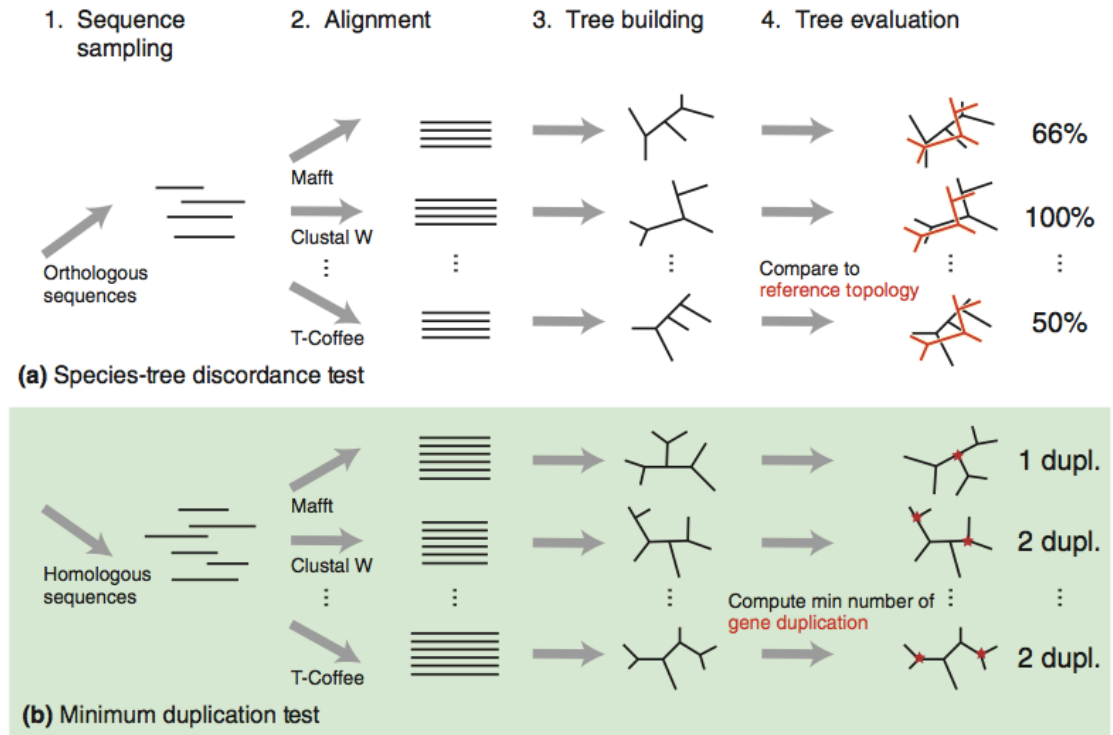 1. Sequence
sampling
2. Alignment
3. Tree building
4. Tree evaluation
Mafft
66%
Clustal W
100%
Orthologous
sequences
Compare to
reference topology
T-Coffee
50%
(a) Species-tree discordance test
Mafft
1 dupl.
Clustal W
2 dupl.
Homologous
sequences
Compute min number of
gene duplication
T-Coffee
2 dupl.
(b) Minimum duplication test